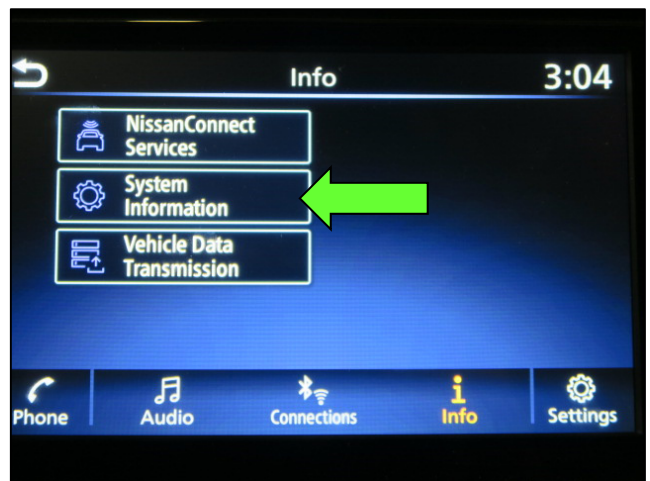 Info
3:04
NissanConnect
Services
System
Information
Vehicle Data
Transmission
Phone
Audio
Connections
Info
Settings